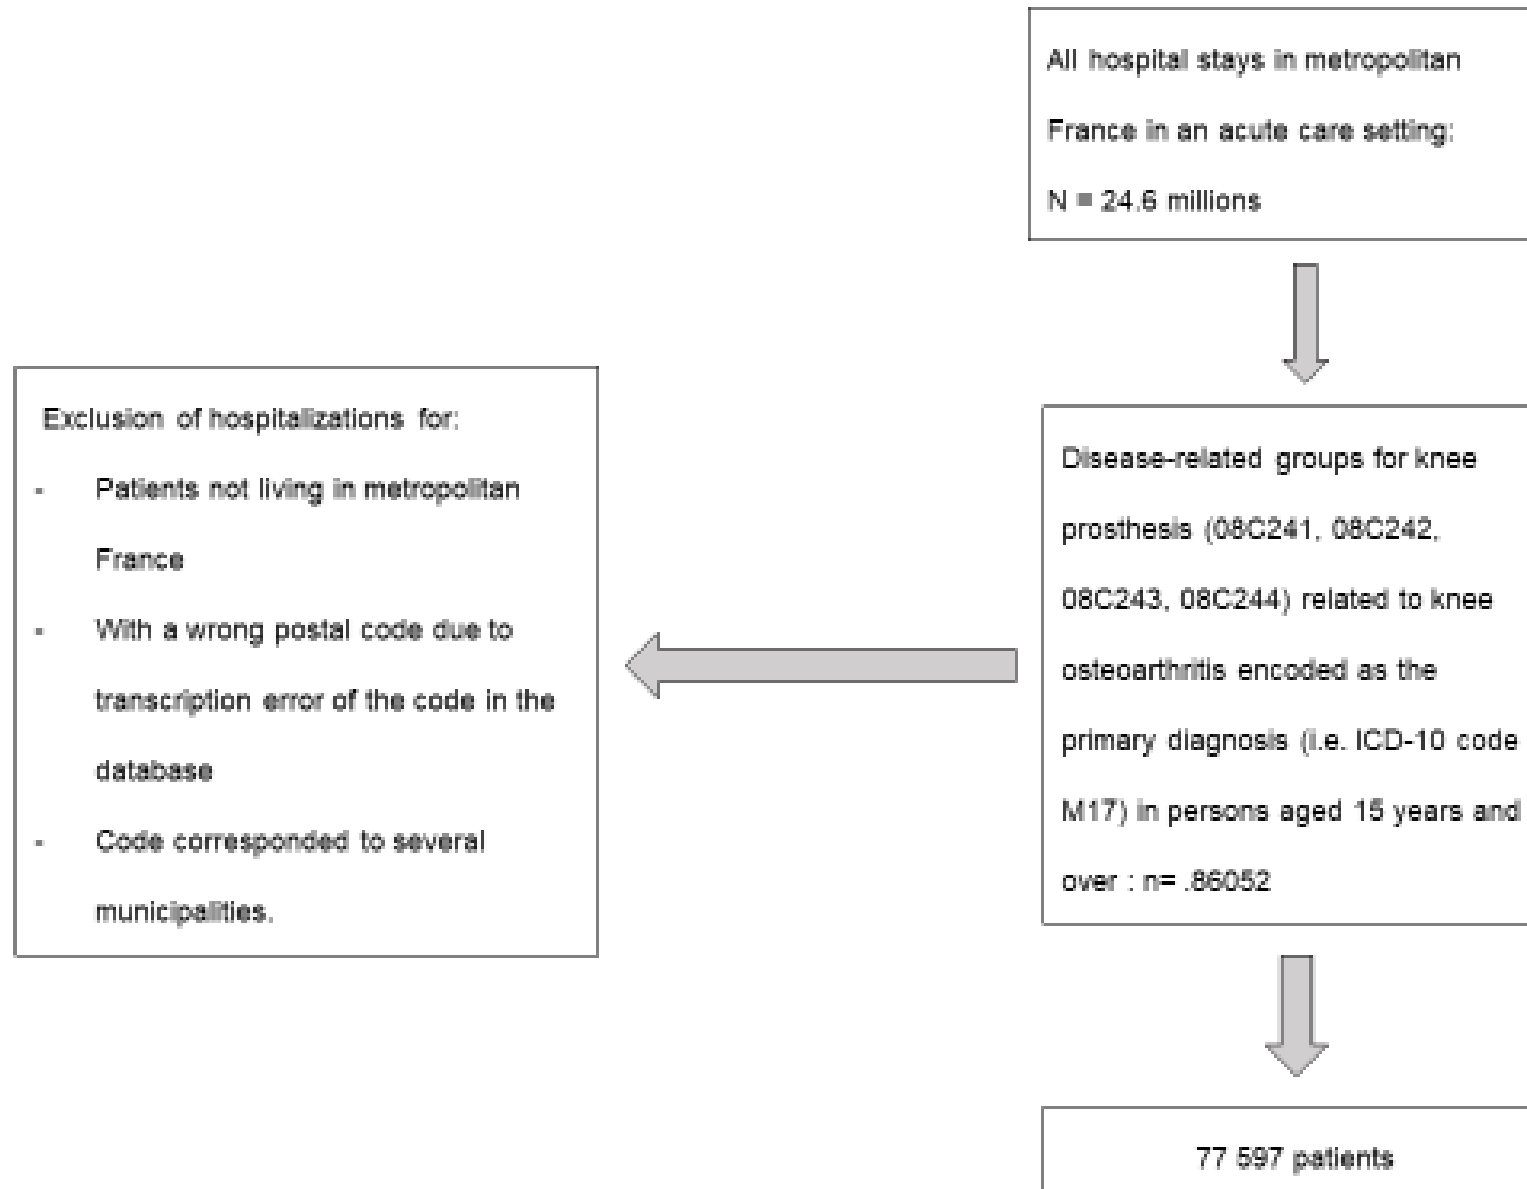 All hospital stays in metropolitan
France in an acute care setting:
N = 24.6 millions
Exclusion of hospitalizations for:
- Patients not living in metropolitan
France
- With a wrong postal code due to
transcription error of the code in the
database
- Code corresponded to several
municipalities.
Disease-related groups for knee
prosthesis (08C241, 08C242,
08C243, 08C244) related to knee
osteoarthritis encoded as the
primary diagnosis (i.e. ICD-10 code
M17) in persons aged 15 years and
over : n= .86052
77 597 patients